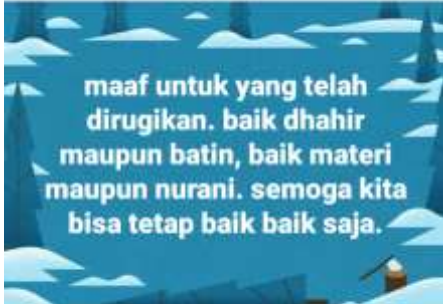 maaf untuk yang telah
dirugikan. baik dhahir
maupun batin, baik materi
maupun nurani. semoga kita
bisa tetap baik baik saja.